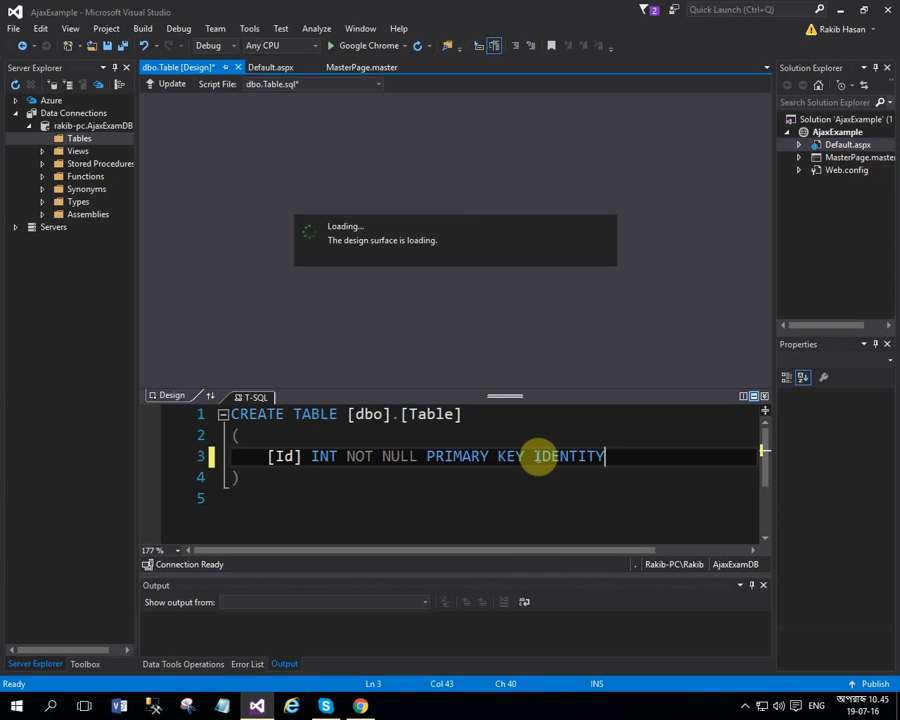 AjaxExample - Microsoft Visual Studio
2
Quick Launch (Ctrl+Q)
File Edit View Project Build Debug Team Tools Test Analyze Window Help
Rakib Hasan
Debug Any CPU Google Chrome
Server Explorer
dbo.Table [Design]* Default.aspx MasterPage.master
Solution Explorer
Update Script File: dbo.Table.sql*
Azure
Data Connections
rakib-pc.AjaxExamDB
Tables
Views
Stored Procedures
Functions
Synonyms
Types
Assemblies
Servers
Loading...
The design surface is loading.
Search Solution Explorer
Solution 'AjaxExample' (1
AjaxExample
Default.aspx
MasterPage.master
Web.config
Properties
Design T-SQL
1 CREATE TABLE [dbo].[Table]
2 (
3 [Id] INT NOT NULL PRIMARY KEY IDENTITY
4 )
5
177 %
Connection Ready . Rakib-PC\Rakib AjaxExamDB
Output
Show output from:
Server Explorer Toolbox Data Tools Operations Error List Output
Ready Ln 3 Col 43 Ch 40 INS Publish
ENG
অপরাহ্ন 10.45
19-07-16